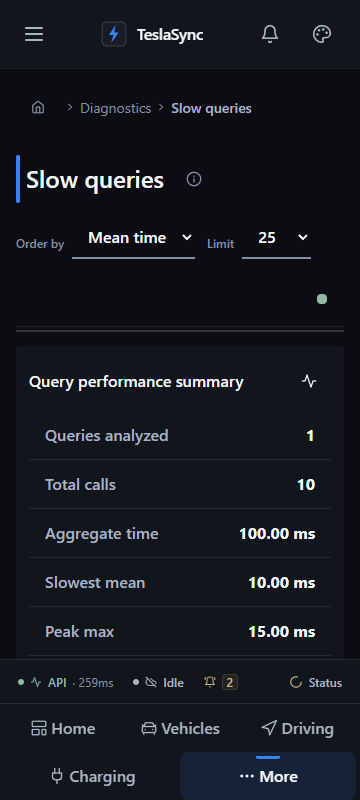 TeslaSync
Diagnostics Slow queries
Slow queries
Order by Mean time Limit 25
Query performance summary
Queries analyzed 1
Total calls 10
Aggregate time 100.00 ms
Slowest mean 10.00 ms
Peak max 15.00 ms
API · 259ms Idle 2 Status
Home Vehicles Driving
Charging More